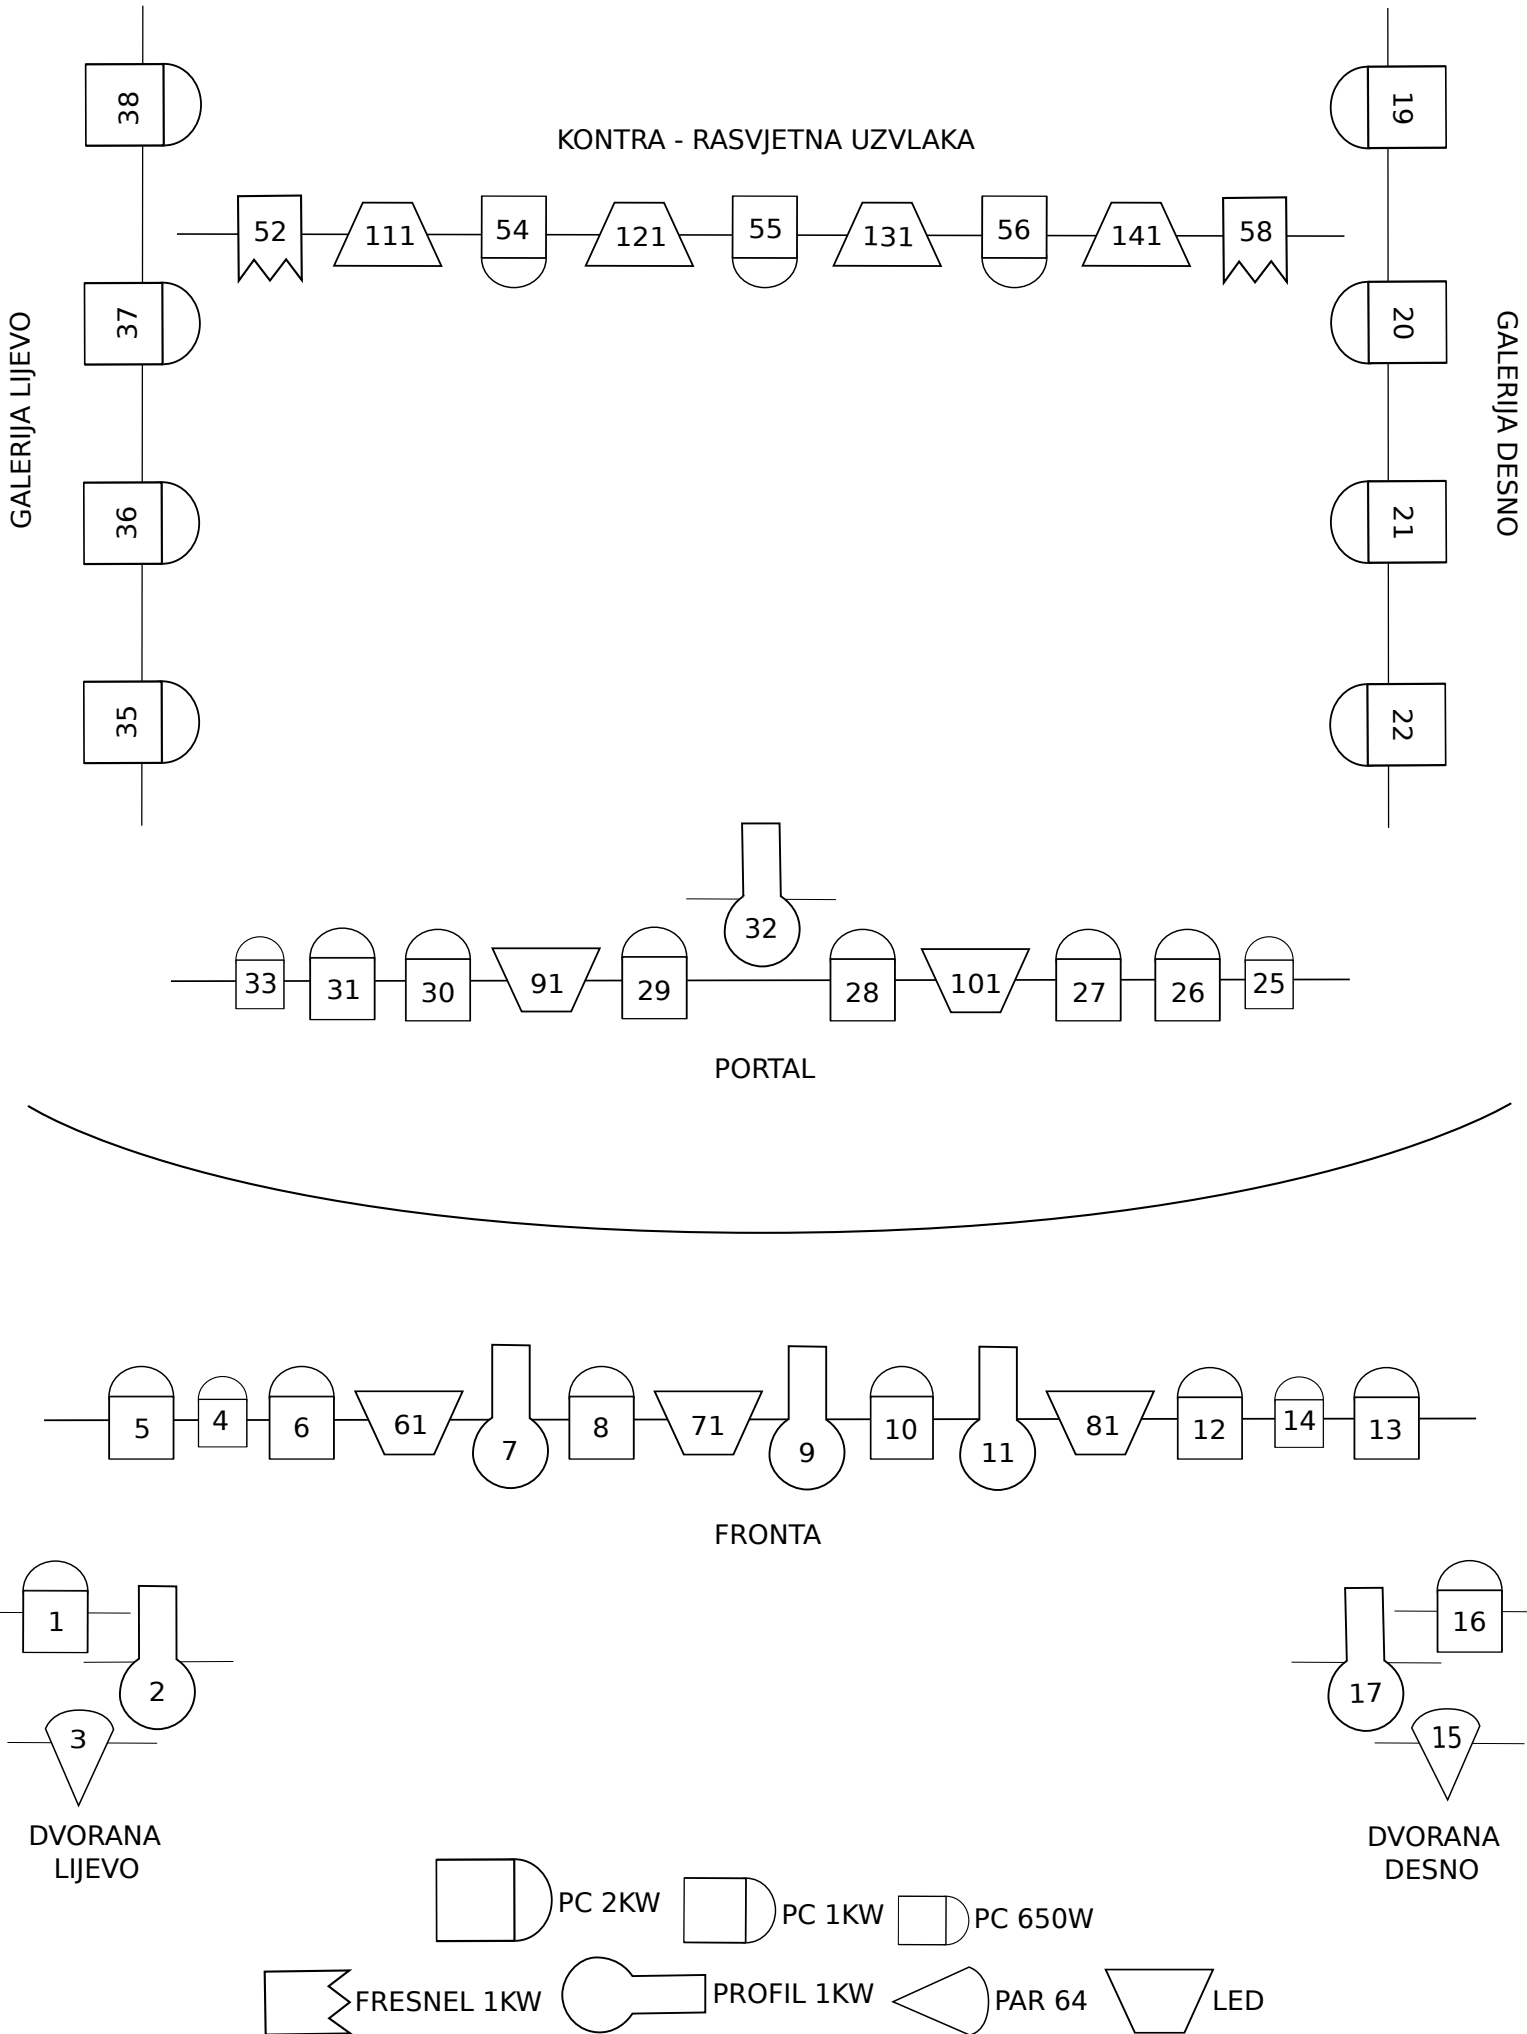 38
19
KONTRA - RASVJETNA UZVLAKA
52 111 54 121 55 131 56 141 58
37
20
GALERIJA LIJEVO
GALERIJA DESNO
36
21
35
22
32
33 31 30 91 29 28 101 27 26 25
PORTAL
5 4 6 61 7 8 71 9 10 11 81 12 14 13
FRONTA
1
16
2
17
3
15
DVORANA
LIJEVO
DVORANA
DESNO
PC 2KW
PC 1KW
PC 650W
FRESNEL 1KW
PROFIL 1KW
PAR 64
LED